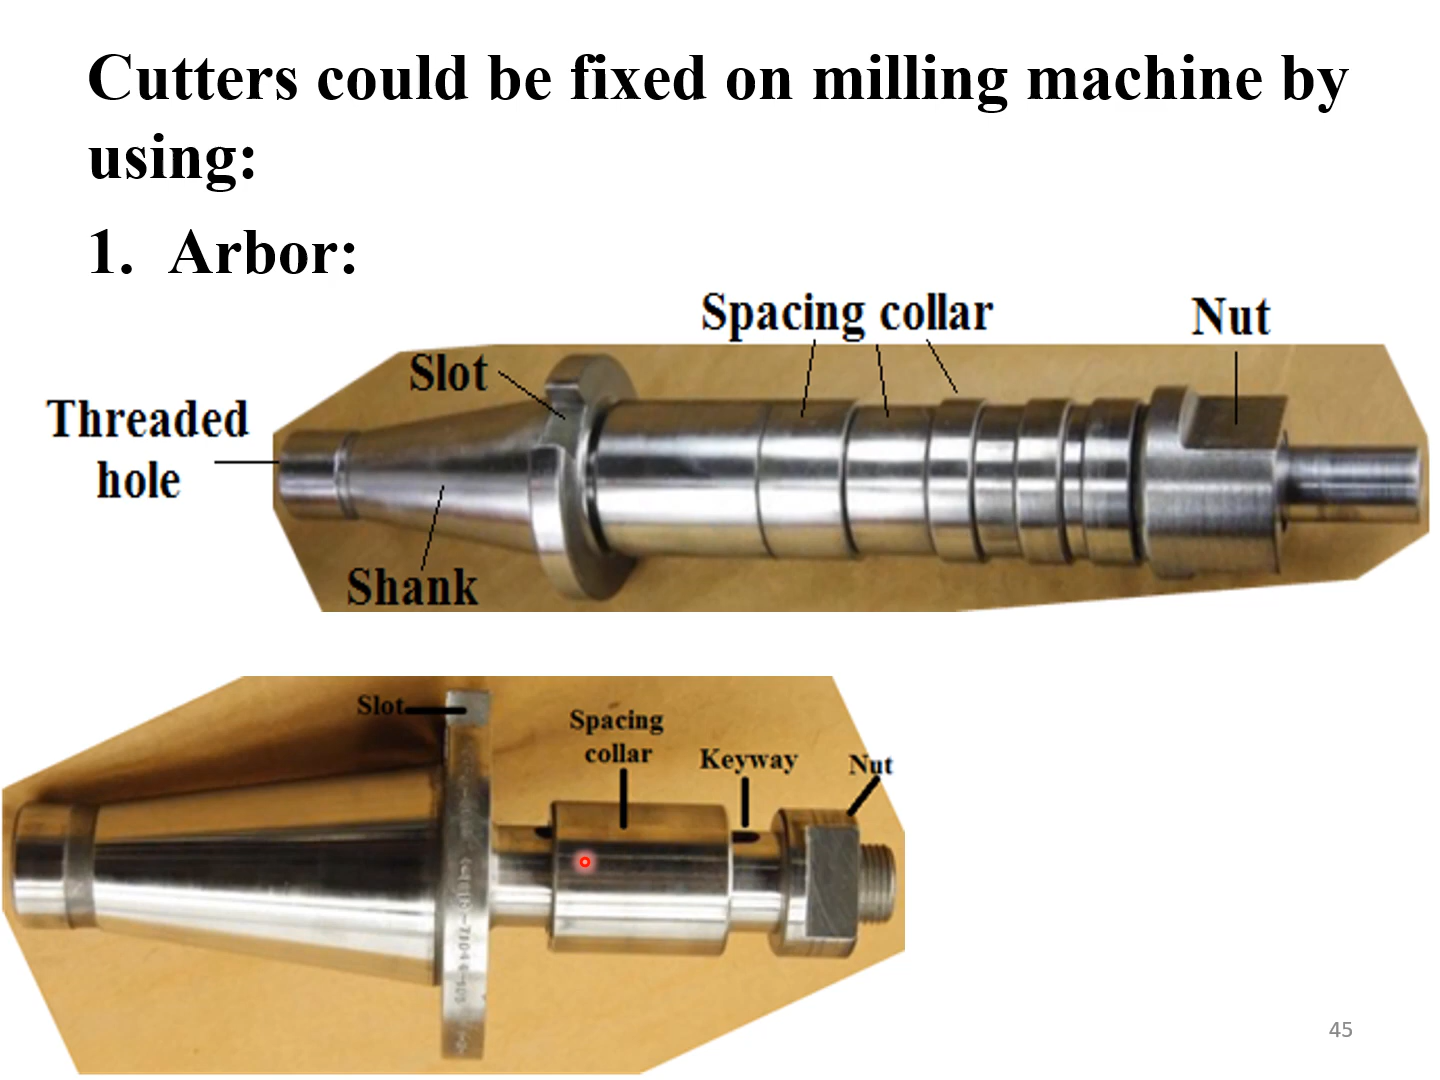 Cutters could be fixed on milling machine by
using:
1. Arbor:
Spacing collar
Nut
Slot
Threaded
hole
Shank
Slot
Spacing
collar
Keyway
Nut
45